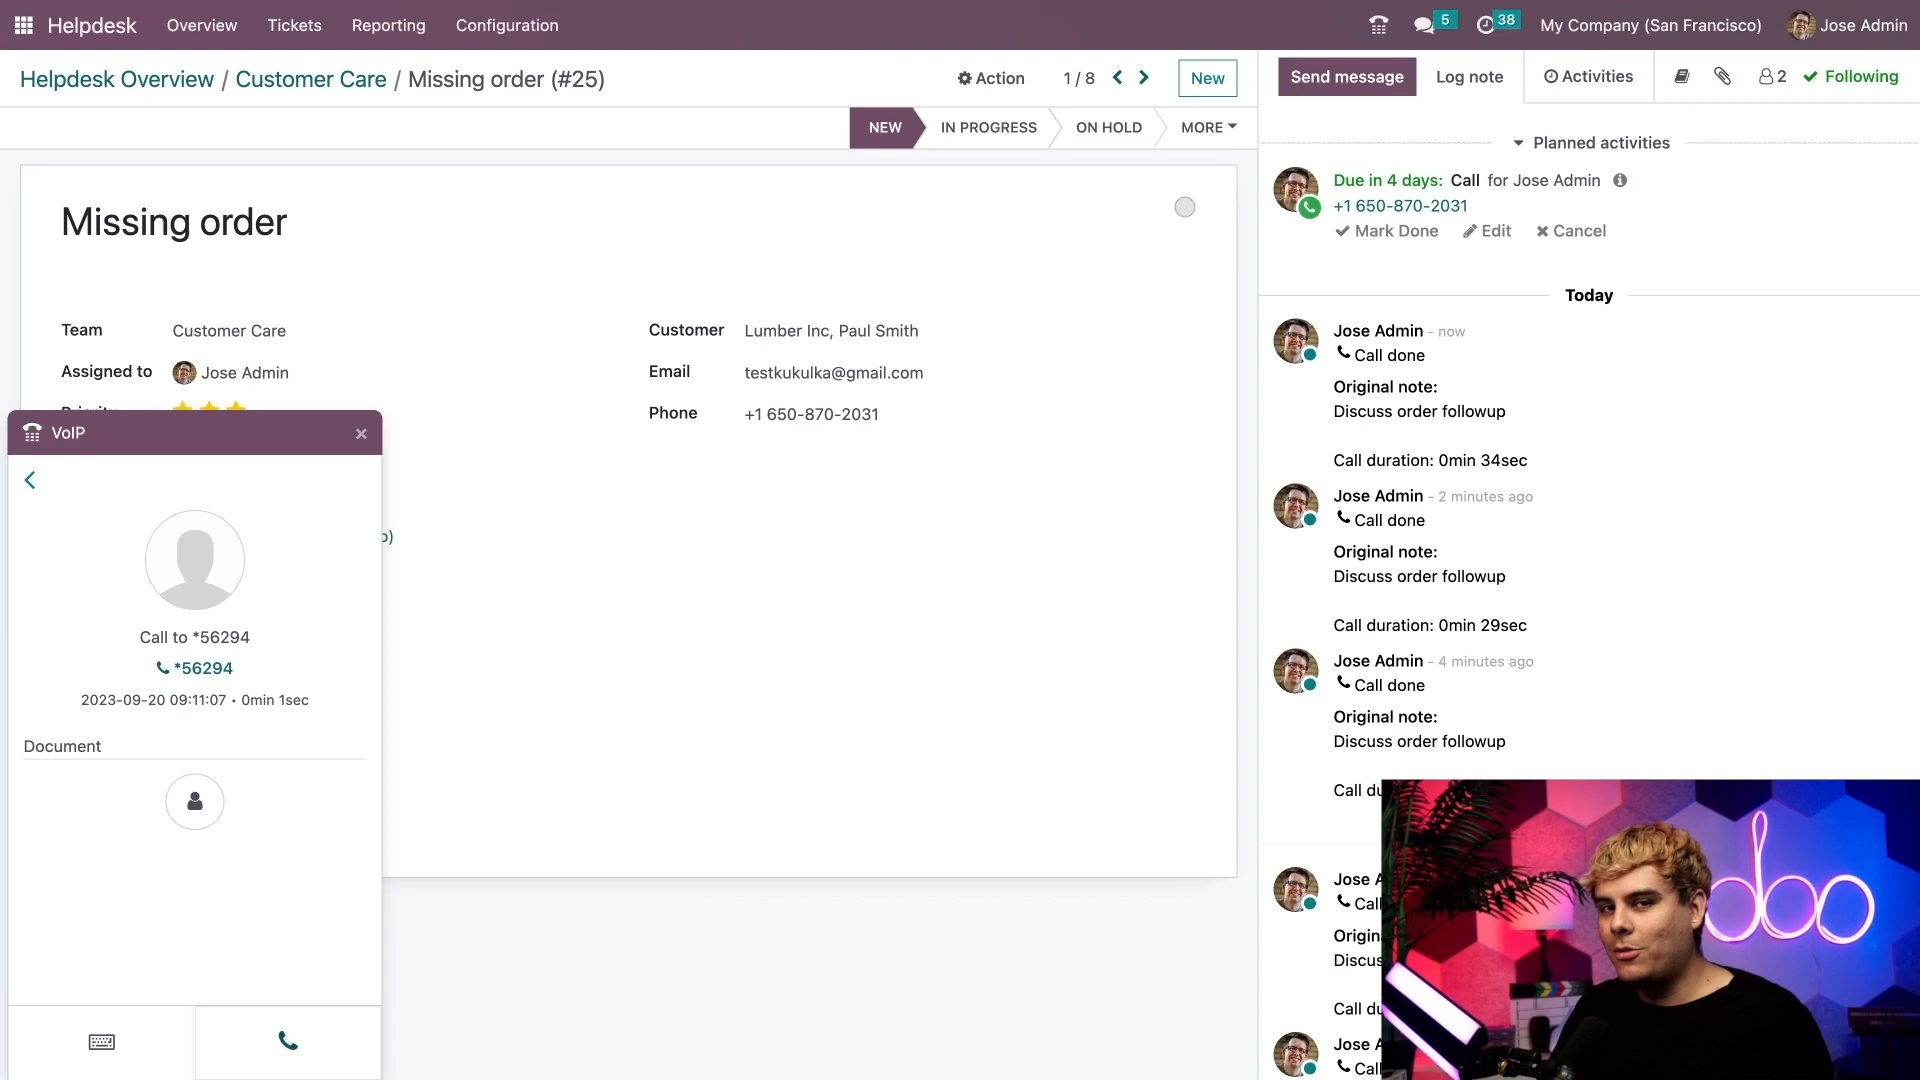 Helpdesk Overview Tickets Reporting Configuration 5 38 My Company (San Francisco) Jose Admin
Helpdesk Overview / Customer Care / Missing order (#25) Action 1 / 8 New
NEW IN PROGRESS ON HOLD MORE
Missing order
Team Customer Care
Assigned to Jose Admin
Priority
Customer Lumber Inc, Paul Smith
Email testkukulka@gmail.com
Phone +1 650-870-2031
VoIP
Call to *56294
*56294
2023-09-20 09:11:07 • 0min 1sec
Document
Send message Log note Activities 2 Following
Planned activities
Due in 4 days: Call for Jose Admin
+1 650-870-2031
Mark Done Edit Cancel
Today
Jose Admin - now
Call done
Original note:
Discuss order followup
Call duration: 0min 34sec
Jose Admin - 2 minutes ago
Call done
Original note:
Discuss order followup
Call duration: 0min 29sec
Jose Admin - 4 minutes ago
Call done
Original note:
Discuss order followup
Call
Jose
Call
Jose
Call
Call